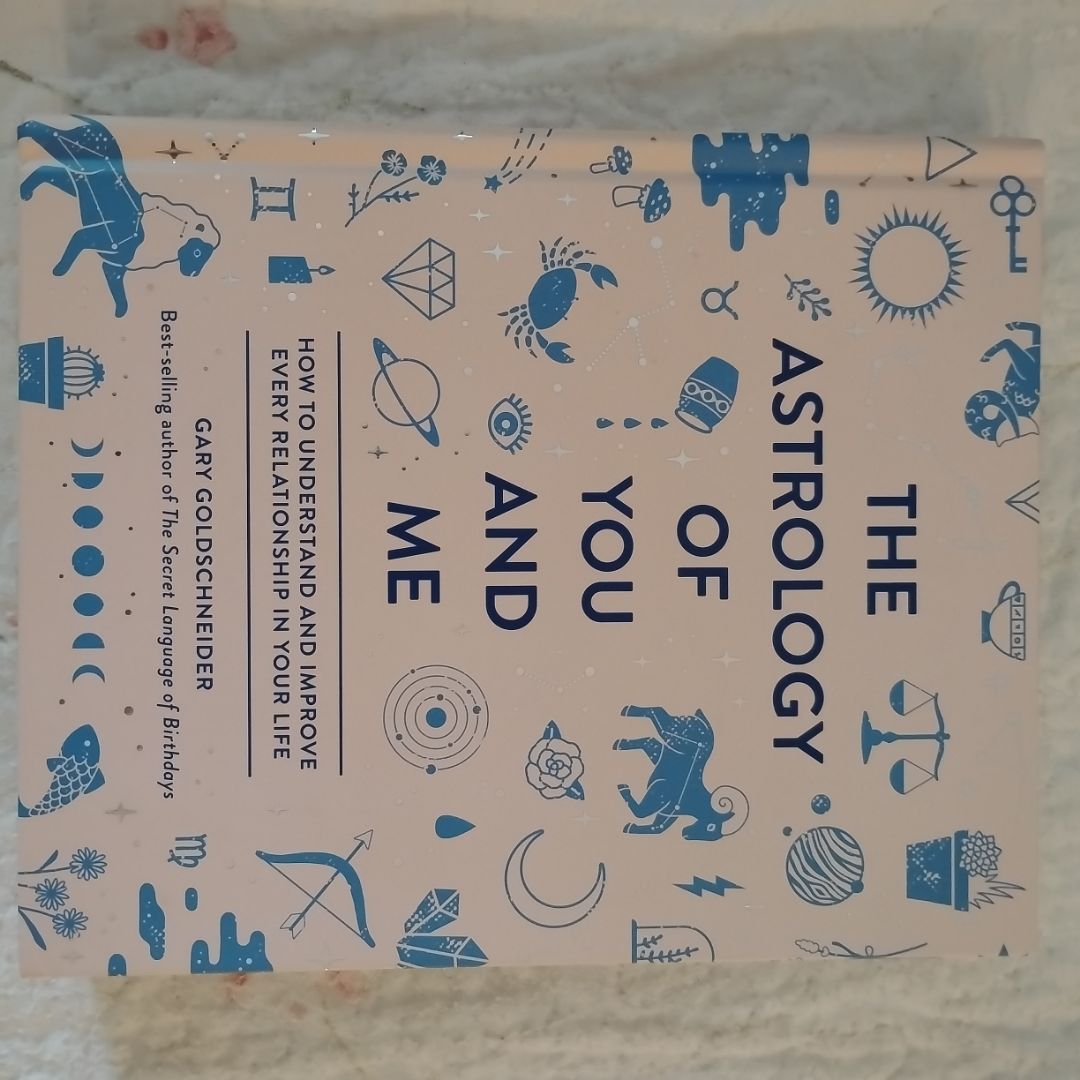 THE
ASTROLOGY
OF
YOU
AND
ME
HOW TO UNDERSTAND AND IMPROVE
EVERY RELATIONSHIP IN YOUR LIFE
GARY GOLDSCHNEIDER
Best-selling author of The Secret Language of Birthdays